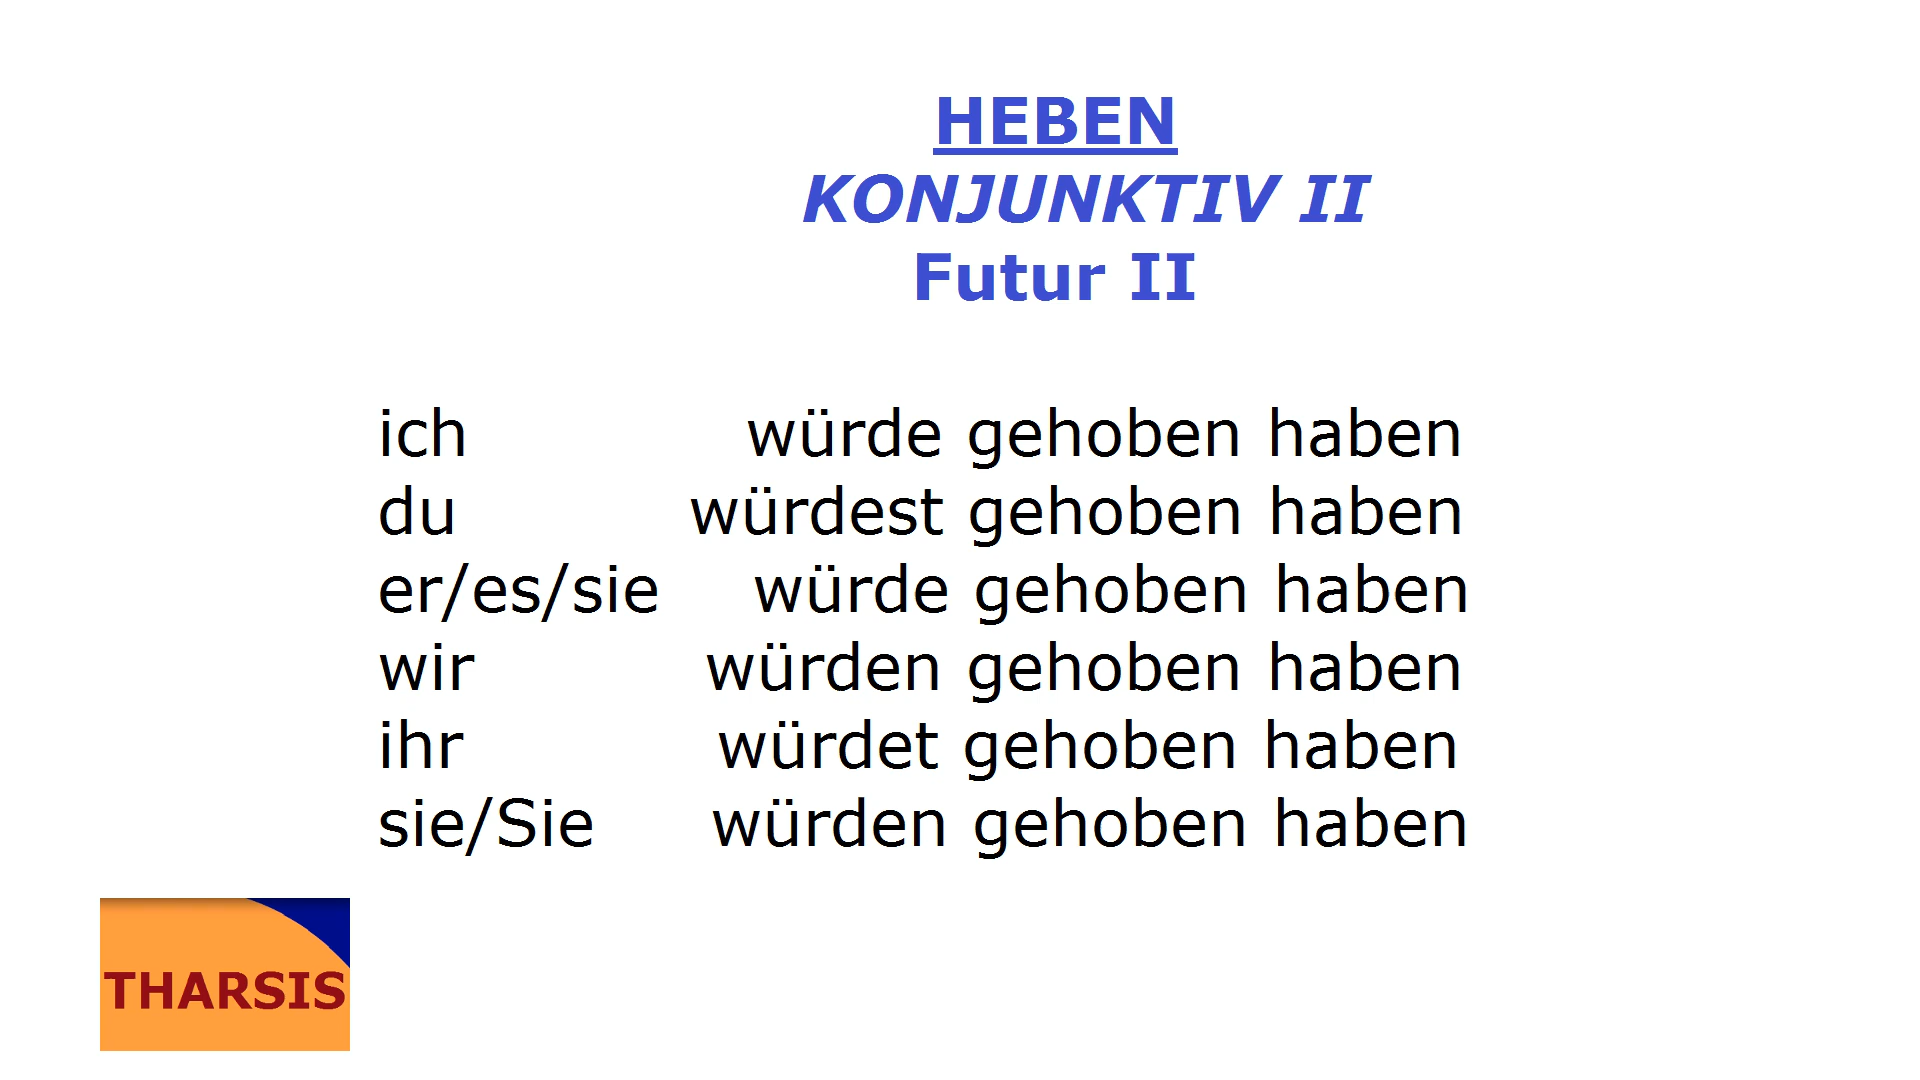 HEBEN
KONJUNKTIV II
Futur II
ich würde gehoben haben
du würdest gehoben haben
er/es/sie würde gehoben haben
wir würden gehoben haben
ihr würdet gehoben haben
sie/Sie würden gehoben haben
THARSIS